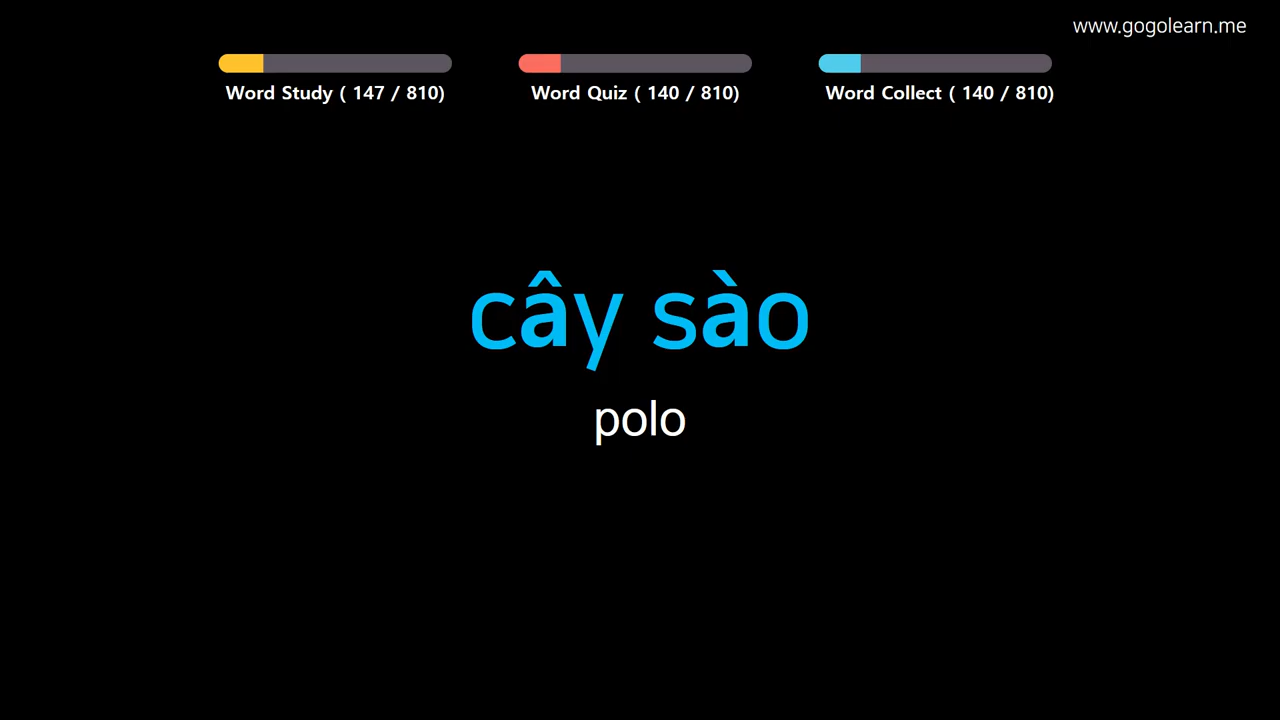 www.gogolearn.me
Word Study ( 147 / 810)
Word Quiz ( 140 / 810)
Word Collect ( 140 / 810)
cây sào
polo